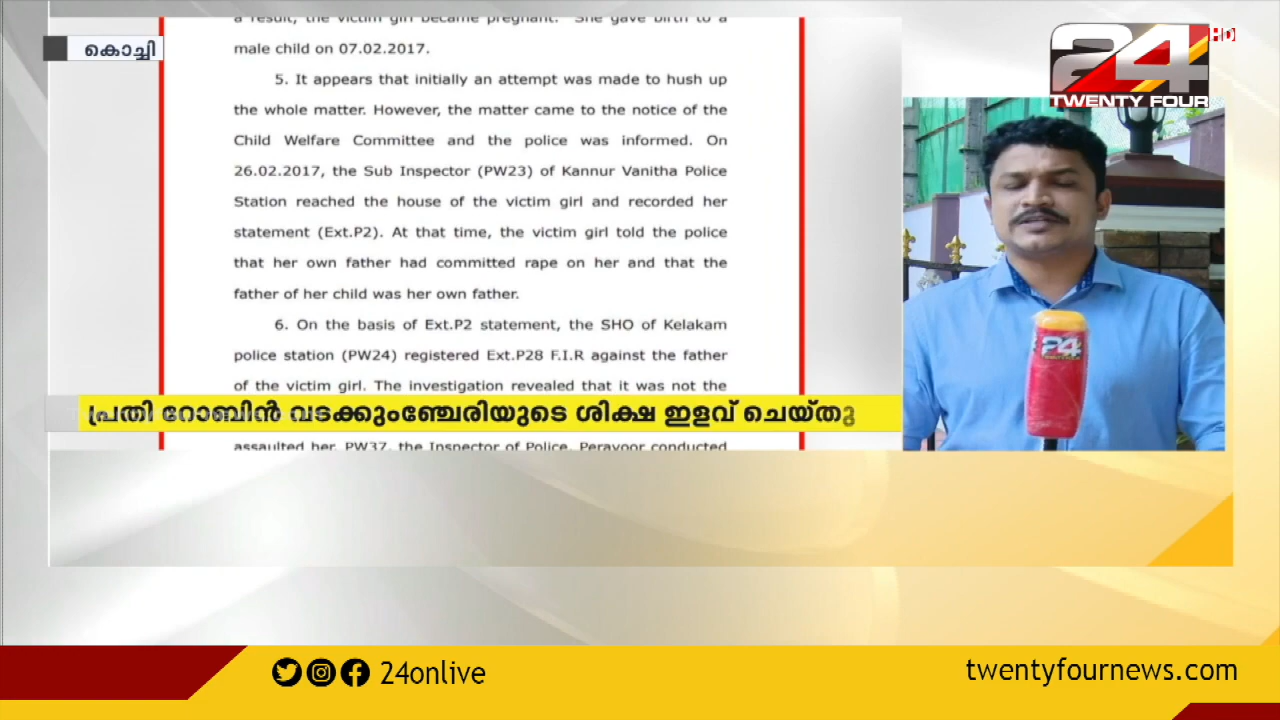 a result, the victim girl became pregnant. She gave birth to a
male child on 07.02.2017.
കൊച്ചി
5. It appears that initially an attempt was made to hush up
the whole matter. However, the matter came to the notice of the
Child Welfare Committee and the police was informed. On
26.02.2017, the Sub Inspector (PW23) of Kannur Vanitha Police
Station reached the house of the victim girl and recorded her
statement (Ext.P2). At that time, the victim girl told the police
that her own father had committed rape on her and that the
father of her child was her own father.
6. On the basis of Ext.P2 statement, the SHO of Kelakam
police station (PW24) registered Ext.P28 F.I.R against the father
of the victim girl. The investigation revealed that it was not the
പ്രതി റോബിൻ വടക്കുംഞ്ചേരിയുടെ ശിക്ഷ ഇളവ് ചെയ്തു
assaulted her. PW37, the Inspector of Police, Peravoor conducted
24 HD
TWENTY FOUR
24
24onlive
twentyfournews.com